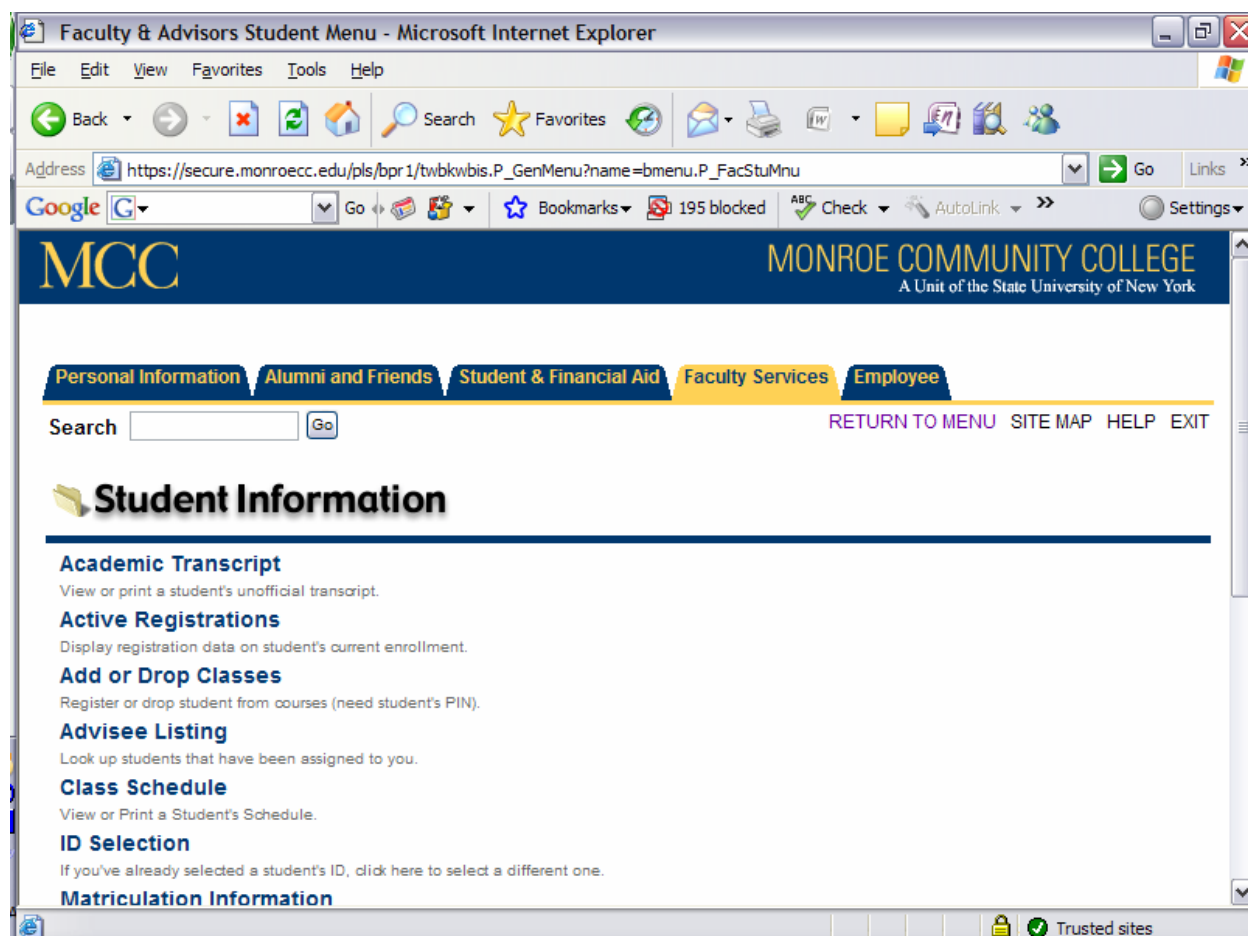 Faculty & Advisors Student Menu - Microsoft Internet Explorer
File Edit View Favorites Tools Help
Back Search Favorites
Address https://secure.monroecc.edu/pls/bpr1/twbkwbis.P_GenMenu?name=bmenu.P_FacStuMnu Go Links »
Google G Go Bookmarks 195 blocked ABC Check AutoLink » Settings
MCC MONROE COMMUNITY COLLEGE
A Unit of the State University of New York
Personal Information Alumni and Friends Student & Financial Aid Faculty Services Employee
Search Go RETURN TO MENU SITE MAP HELP EXIT
Student Information
Academic Transcript
View or print a student's unofficial transcript.
Active Registrations
Display registration data on student's current enrollment.
Add or Drop Classes
Register or drop student from courses (need student's PIN).
Advisee Listing
Look up students that have been assigned to you.
Class Schedule
View or Print a Student's Schedule.
ID Selection
If you've already selected a student's ID, click here to select a different one.
Matriculation Information
Trusted sites